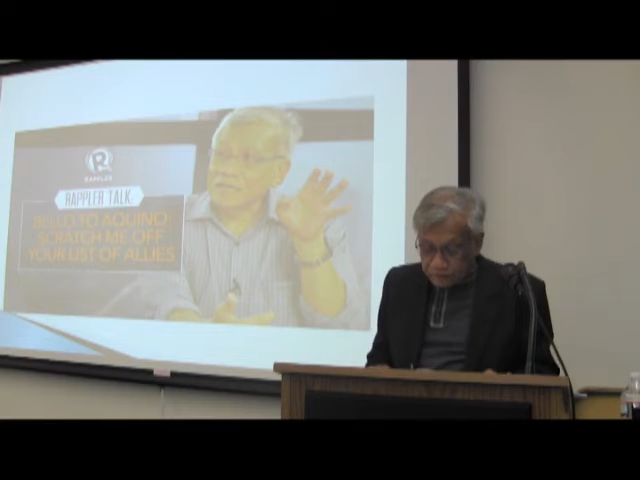 RAPPLER
RAPPLER TALK:
BELLO TO AQUINO:
SCRATCH ME OFF
YOUR LIST OF ALLIES